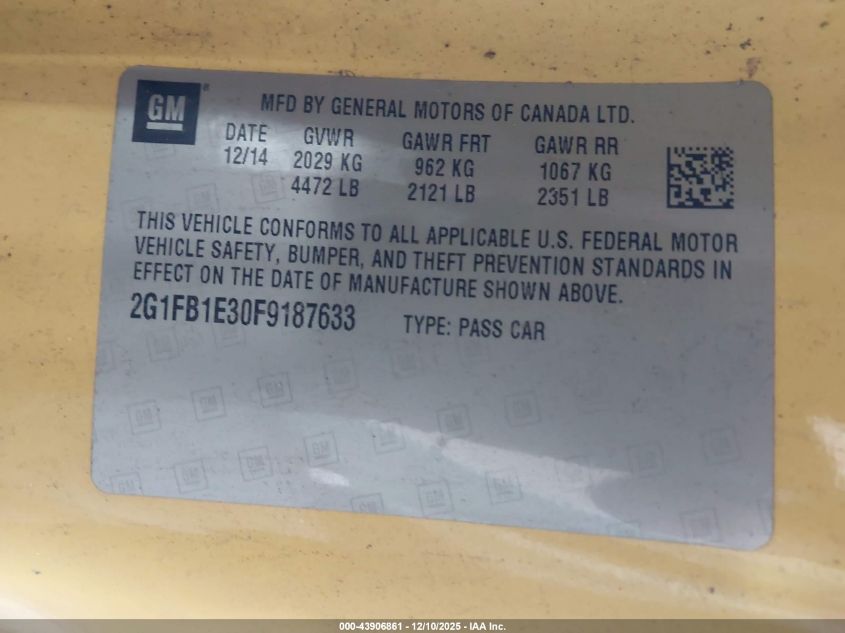 GM ®
MFD BY GENERAL MOTORS OF CANADA LTD.
DATE GVWR GAWR FRT GAWR RR
12/14 2029 KG 962 KG 1067 KG
4472 LB 2121 LB 2351 LB
THIS VEHICLE CONFORMS TO ALL APPLICABLE U.S. FEDERAL MOTOR
VEHICLE SAFETY, BUMPER, AND THEFT PREVENTION STANDARDS IN
EFFECT ON THE DATE OF MANUFACTURE SHOWN ABOVE.
2G1FB1E30F9187633 TYPE: PASS CAR
000-43906861 - 12/10/2025 - IAA Inc.